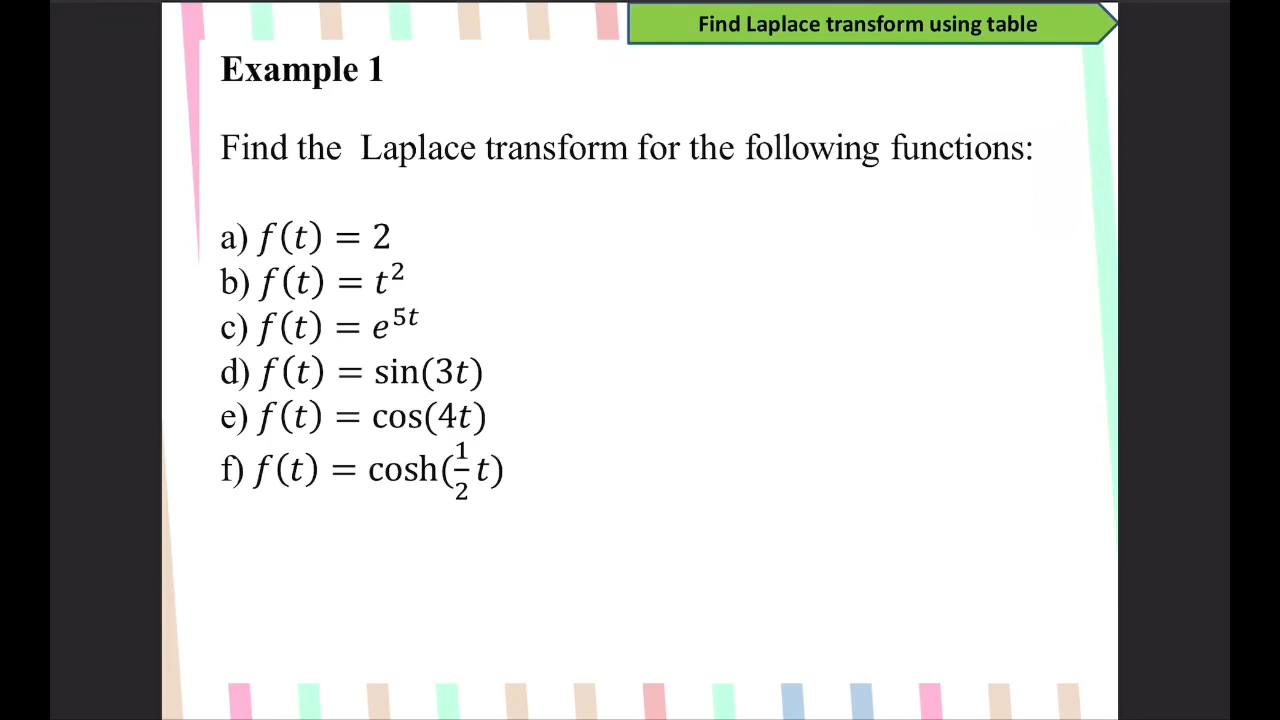 Find Laplace transform using table
Example 1
Find the Laplace transform for the following functions:
a) f(t) = 2
b) f(t) = t²
c) f(t) = e⁵ᵗ
d) f(t) = sin(3t)
e) f(t) = cos(4t)
f) f(t) = cosh(½ t)